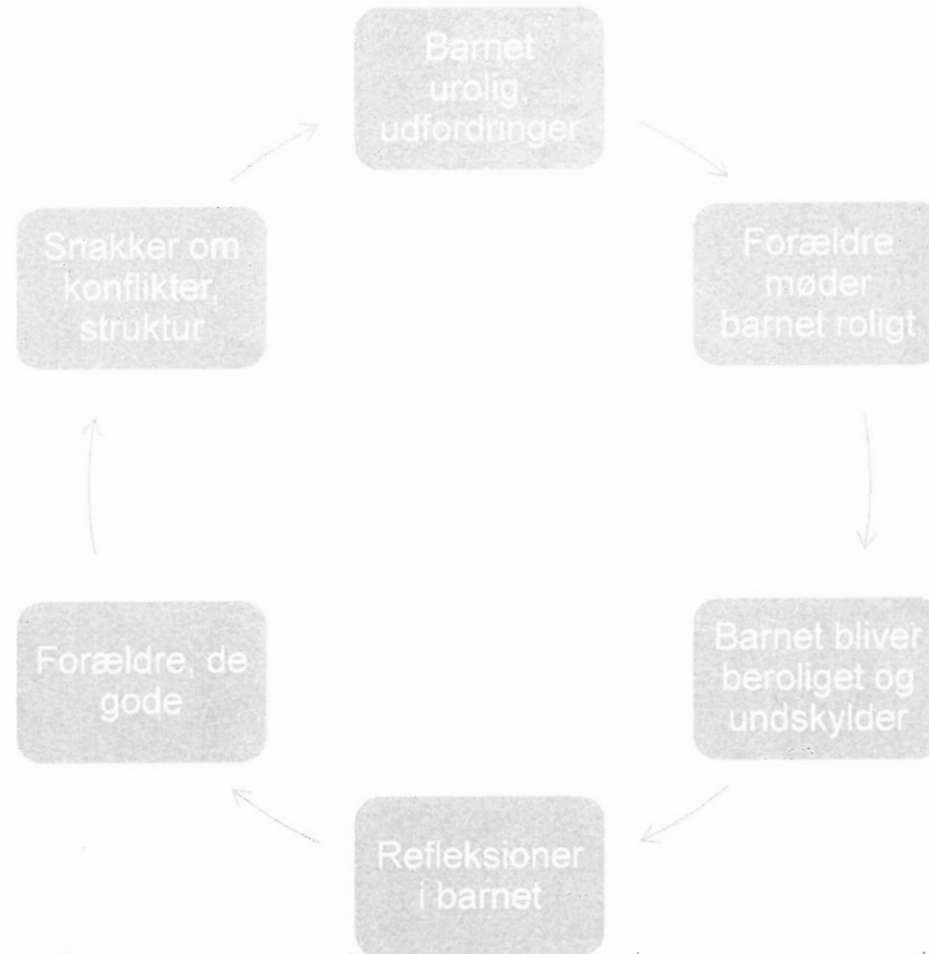 Barnet
urolig,
udfordringer
Forældre
møder
barnet roligt
Barnet bliver
beroliget og
undskylder
Refleksioner
i barnet
Forældre, de
gode
Snakker om
konflikter,
struktur